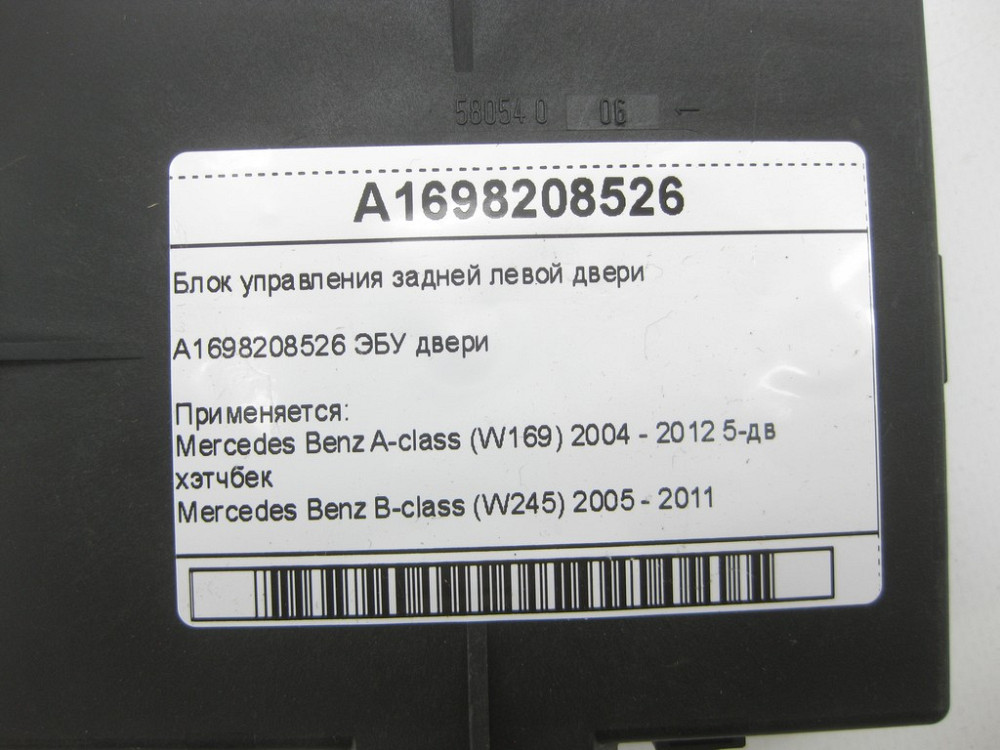 58054 0 06 1
A1698208526
Блок управления задней левой двери
A1698208526 ЭБУ двери
Применяется:
Mercedes Benz A-class (W169) 2004 - 2012 5-дв
хэтчбек
Mercedes Benz B-class (W245) 2005 - 2011